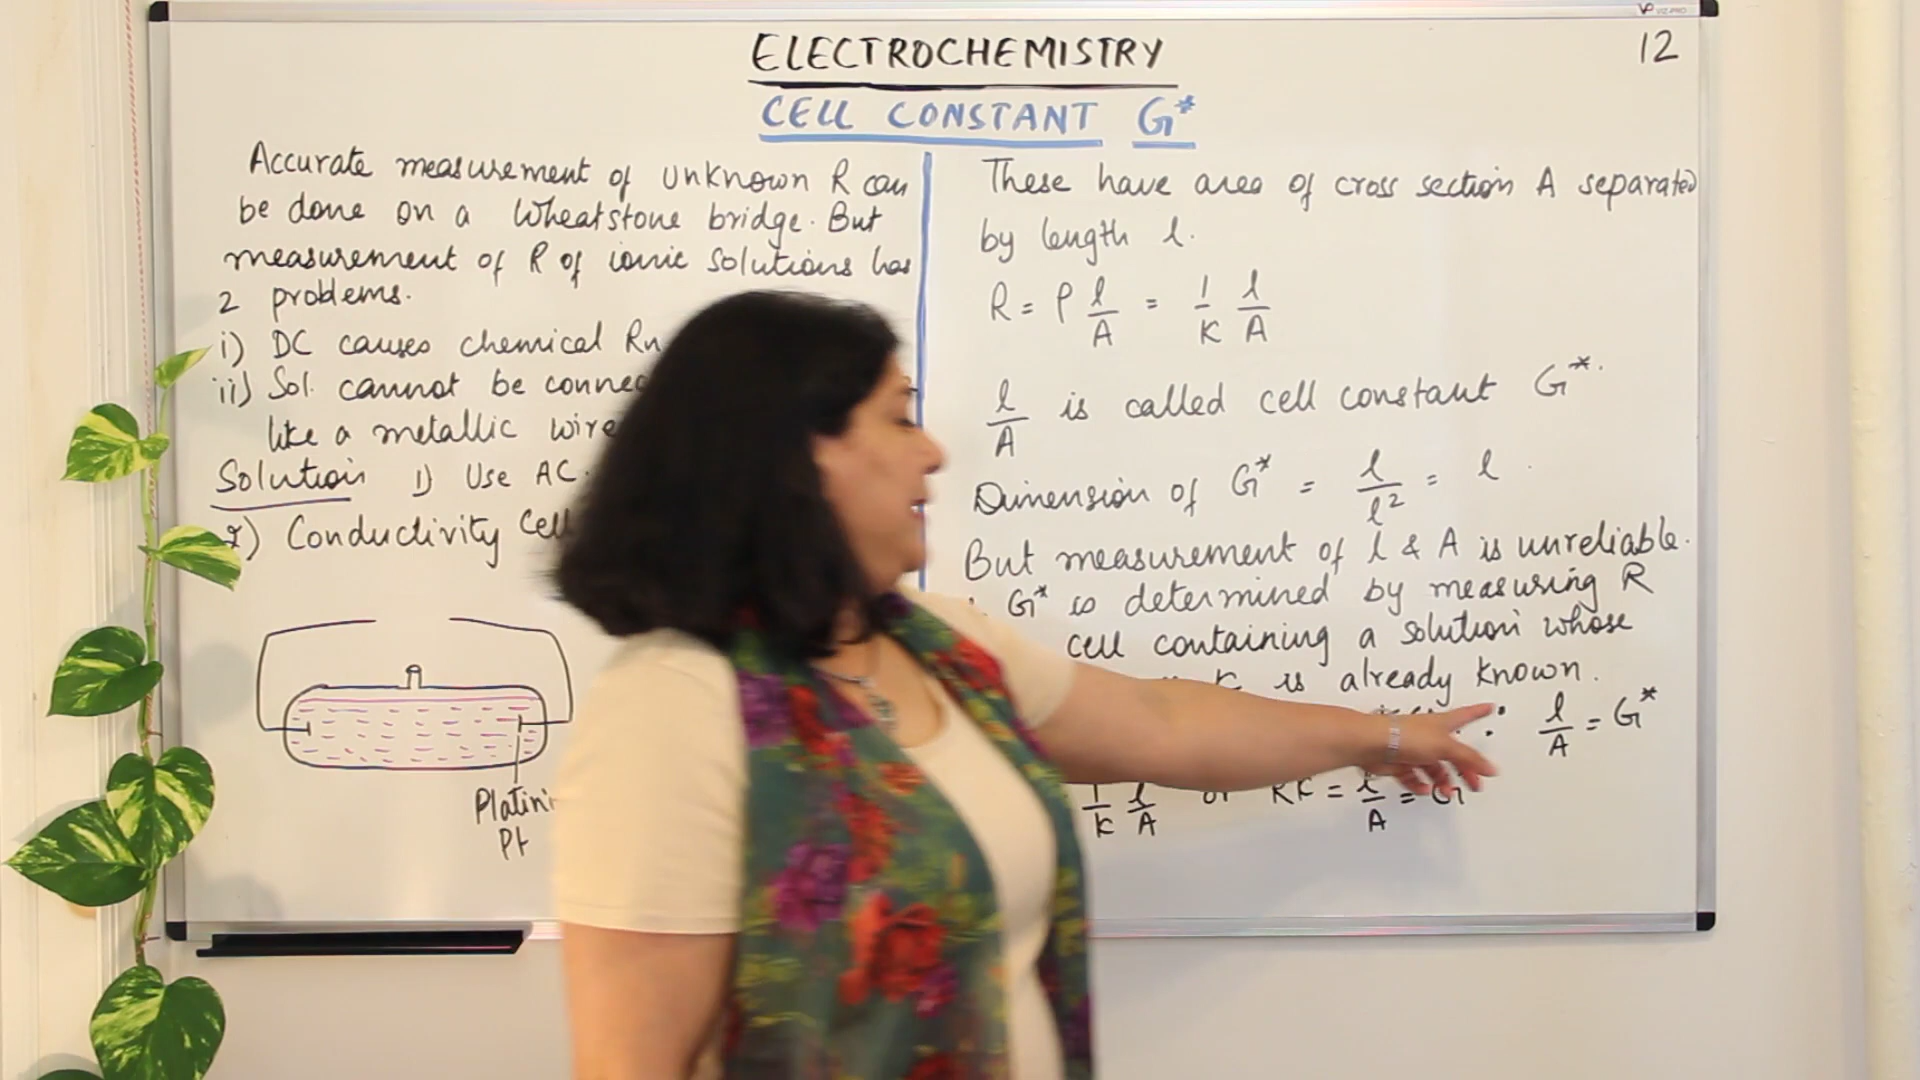 VIZ-PRO
ELECTROCHEMISTRY
12
CELL CONSTANT G*
Accurate measurement of unknown R can
be done on a Wheatstone bridge. But
measurement of R of ionic solutions has
2 problems.
i) DC causes chemical Rn
ii) Sol. cannot be
like a metallic wire
Solution 1) Use AC.
2) Conductivity Cell
Pt
These have area of cross section A separated
by length l.
R = ρ l/A = 1/K l/A
l/A is called cell constant G*.
Dimension of G* = l/l² = l
But measurement of l & A is unreliable.
G* is determined by measuring R
cell containing a solution whose
K is already known.
: l/A = G*
1/K l/A or RK = l/A = G